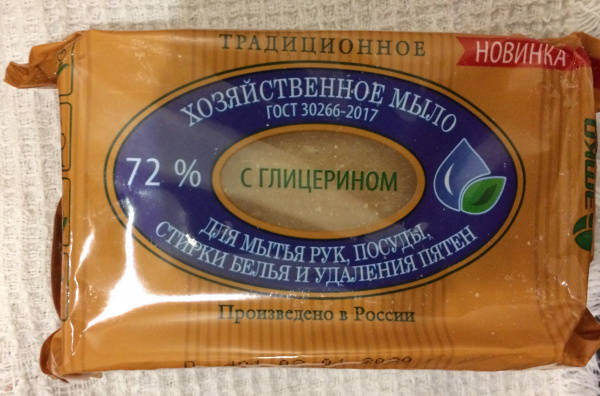 ТРАДИЦИОННОЕ
НОВИНКА
ХОЗЯЙСТВЕННОЕ МЫЛО
ГОСТ 30266-2017
72 %
С ГЛИЦЕРИНОМ
ДЛЯ МЫТЬЯ РУК, ПОСУДЫ,
СТИРКИ БЕЛЬЯ И УДАЛЕНИЯ ПЯТЕН
Произведено в России